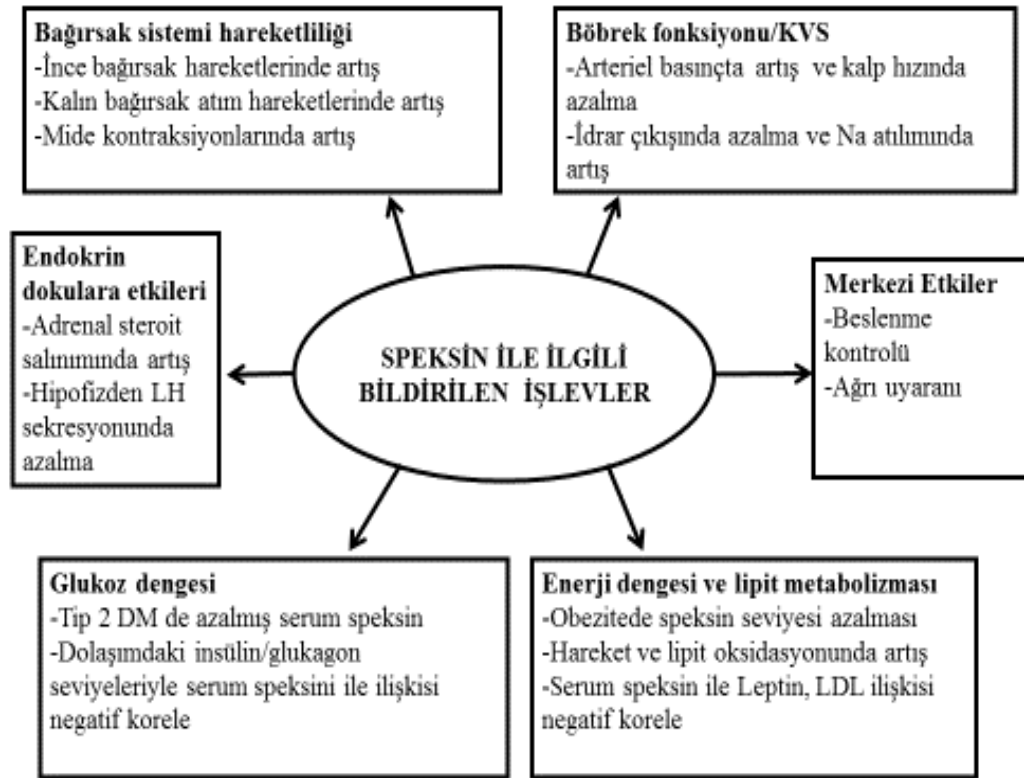 Bağırsak sistemi hareketliliği
-İnce bağırsak hareketlerinde artış
-Kalın bağırsak atım hareketlerinde artış
-Mide kontraksiyonlarında artış
Böbrek fonksiyonu/KVS
-Arteriel basınçta artış ve kalp hızında
azalma
-İdrar çıkışında azalma ve Na atılımında
artış
Endokrin
dokulara etkileri
-Adrenal steroit
salınımında artış
-Hipofizden LH
sekresyonunda
azalma
SPEKSİN İLE İLGİLİ
BİLDİRİLEN İŞLEVLER
Merkezi Etkiler
-Beslenme
kontrolü
-Ağrı uyaranı
Glukoz dengesi
-Tip 2 DM de azalmış serum speksin
-Dolaşımdaki insülin/glukagon
seviyeleriyle serum speksini ile ilişkisi
negatif korele
Enerji dengesi ve lipit metabolizması
-Obezitede speksin seviyesi azalması
-Hareket ve lipit oksidasyonunda artış
-Serum speksin ile Leptin, LDL ilişkisi
negatif korele